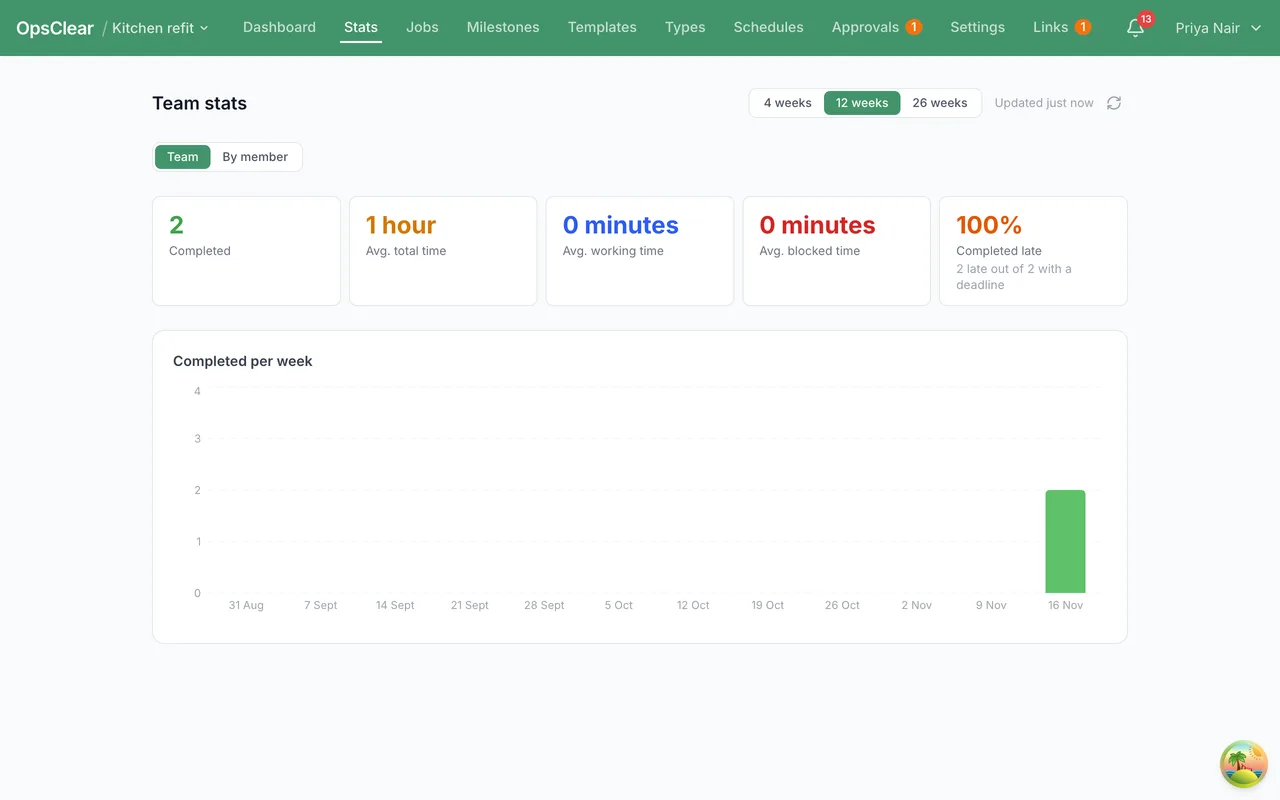 OpsClear / Kitchen refit Dashboard Stats Jobs Milestones Templates Types Schedules Approvals 1 Settings Links 1 13 Priya Nair
Team stats
4 weeks 12 weeks 26 weeks Updated just now
Team By member
2
Completed
1 hour
Avg. total time
0 minutes
Avg. working time
0 minutes
Avg. blocked time
100%
Completed late
2 late out of 2 with a
deadline
Completed per week
4
3
2
1
0
31 Aug 7 Sept 14 Sept 21 Sept 28 Sept 5 Oct 12 Oct 19 Oct 26 Oct 2 Nov 9 Nov 16 Nov